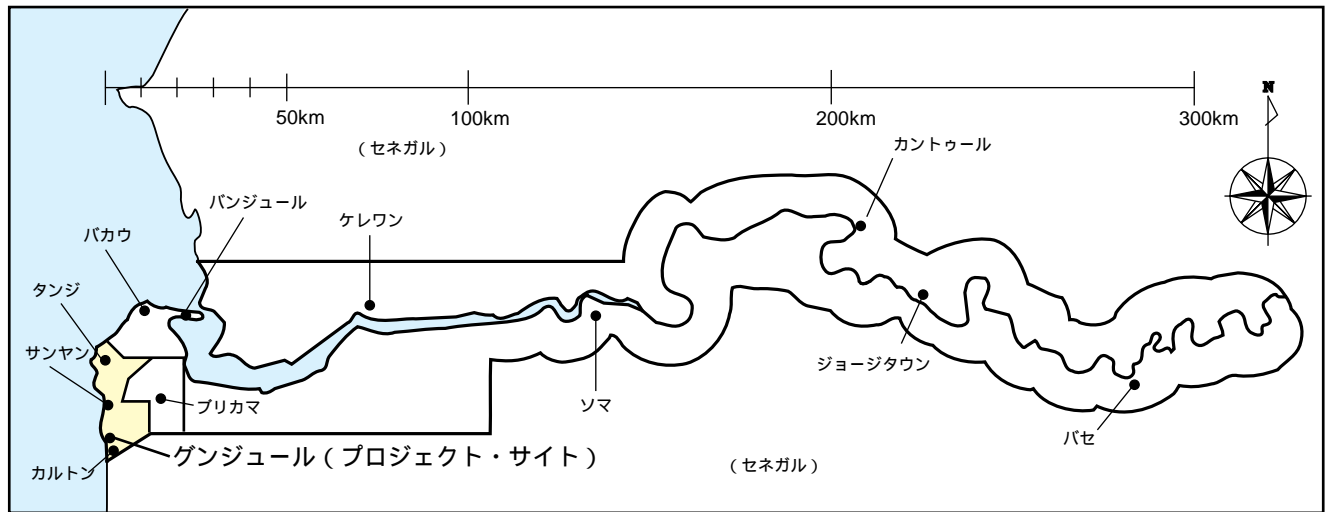 50km
100km
200km
300km
N
(セネガル)
カントゥール
バンジュール
ケレワン
バカウ
タンジ
サンヤン
ジョージタウン
ブリカマ
ソマ
バセ
ゲンジュール(プロジェクト・サイト)
カルトン
(セネガル)